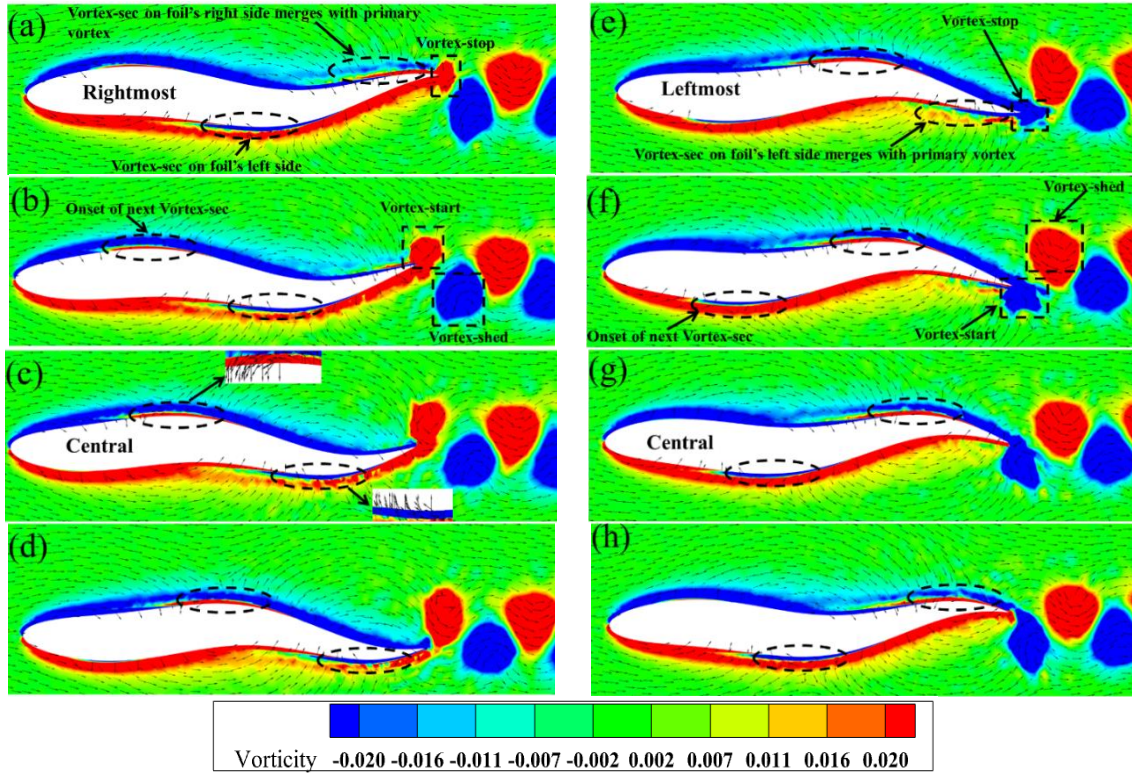 (a)
Vortex-sec on foil's right side merges with primary
vortex
Vortex-stop
Rightmost
Vortex-sec on foil's left side
(b)
Onset of next Vortex-sec
Vortex-start
Vortex-shed
(c)
Central
(d)
(e)
Vortex-stop
Leftmost
Vortex-sec on foil's left side merges with primary vortex
(f)
Vortex-shed
Onset of next Vortex-sec
Vortex-start
(g)
Central
(h)
Vorticity -0.020 -0.016 -0.011 -0.007 -0.002 0.002 0.007 0.011 0.016 0.020